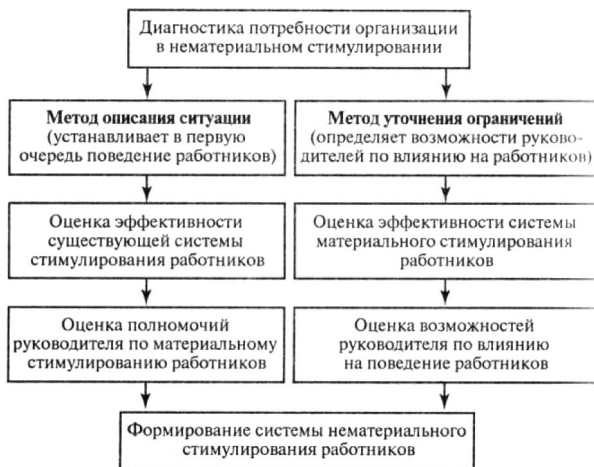 Диагностика потребности организации
в нематериальном стимулировании
Метод описания ситуации
(устанавливает в первую
очередь поведение работников)
Метод уточнения ограничений
(определяет возможности руково-
дителей по влиянию на работников)
Оценка эффективности
существующей системы
стимулирования работников
Оценка эффективности системы
материального стимулирования
работников
Оценка полномочий
руководителя по материальному
стимулированию работников
Оценка возможностей
руководителя по влиянию
на поведение работников
Формирование системы нематериального
стимулирования работников